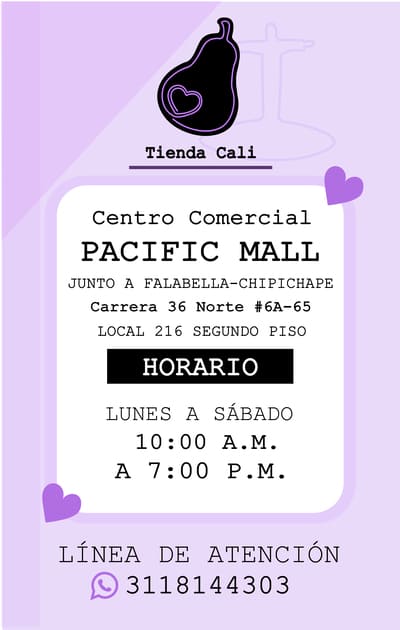 Tienda Cali
Centro Comercial
PACIFIC MALL
JUNTO A FALABELLA-CHIPICHAPE
Carrera 36 Norte #6A-65
LOCAL 216 SEGUNDO PISO
HORARIO
LUNES A SÁBADO
10:00 A.M.
A 7:00 P.M.
LÍNEA DE ATENCIÓN
3118144303